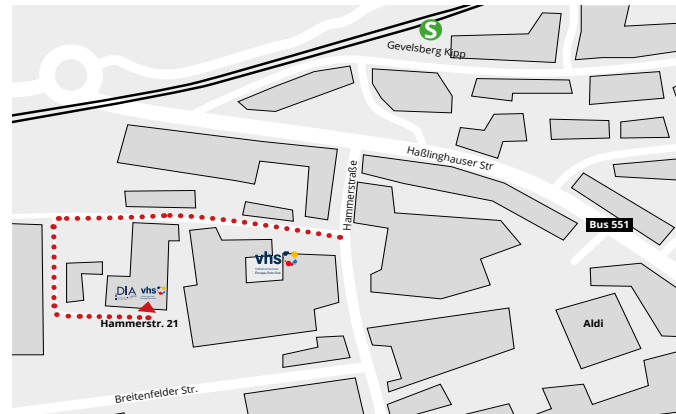 S
Gevelsberg Kipp
Haßlinghauser Str
Hammerstraße
Bus 551
vhs
DIA
vhs
Hammerstr. 21
Aldi
Breitenfelder Str.